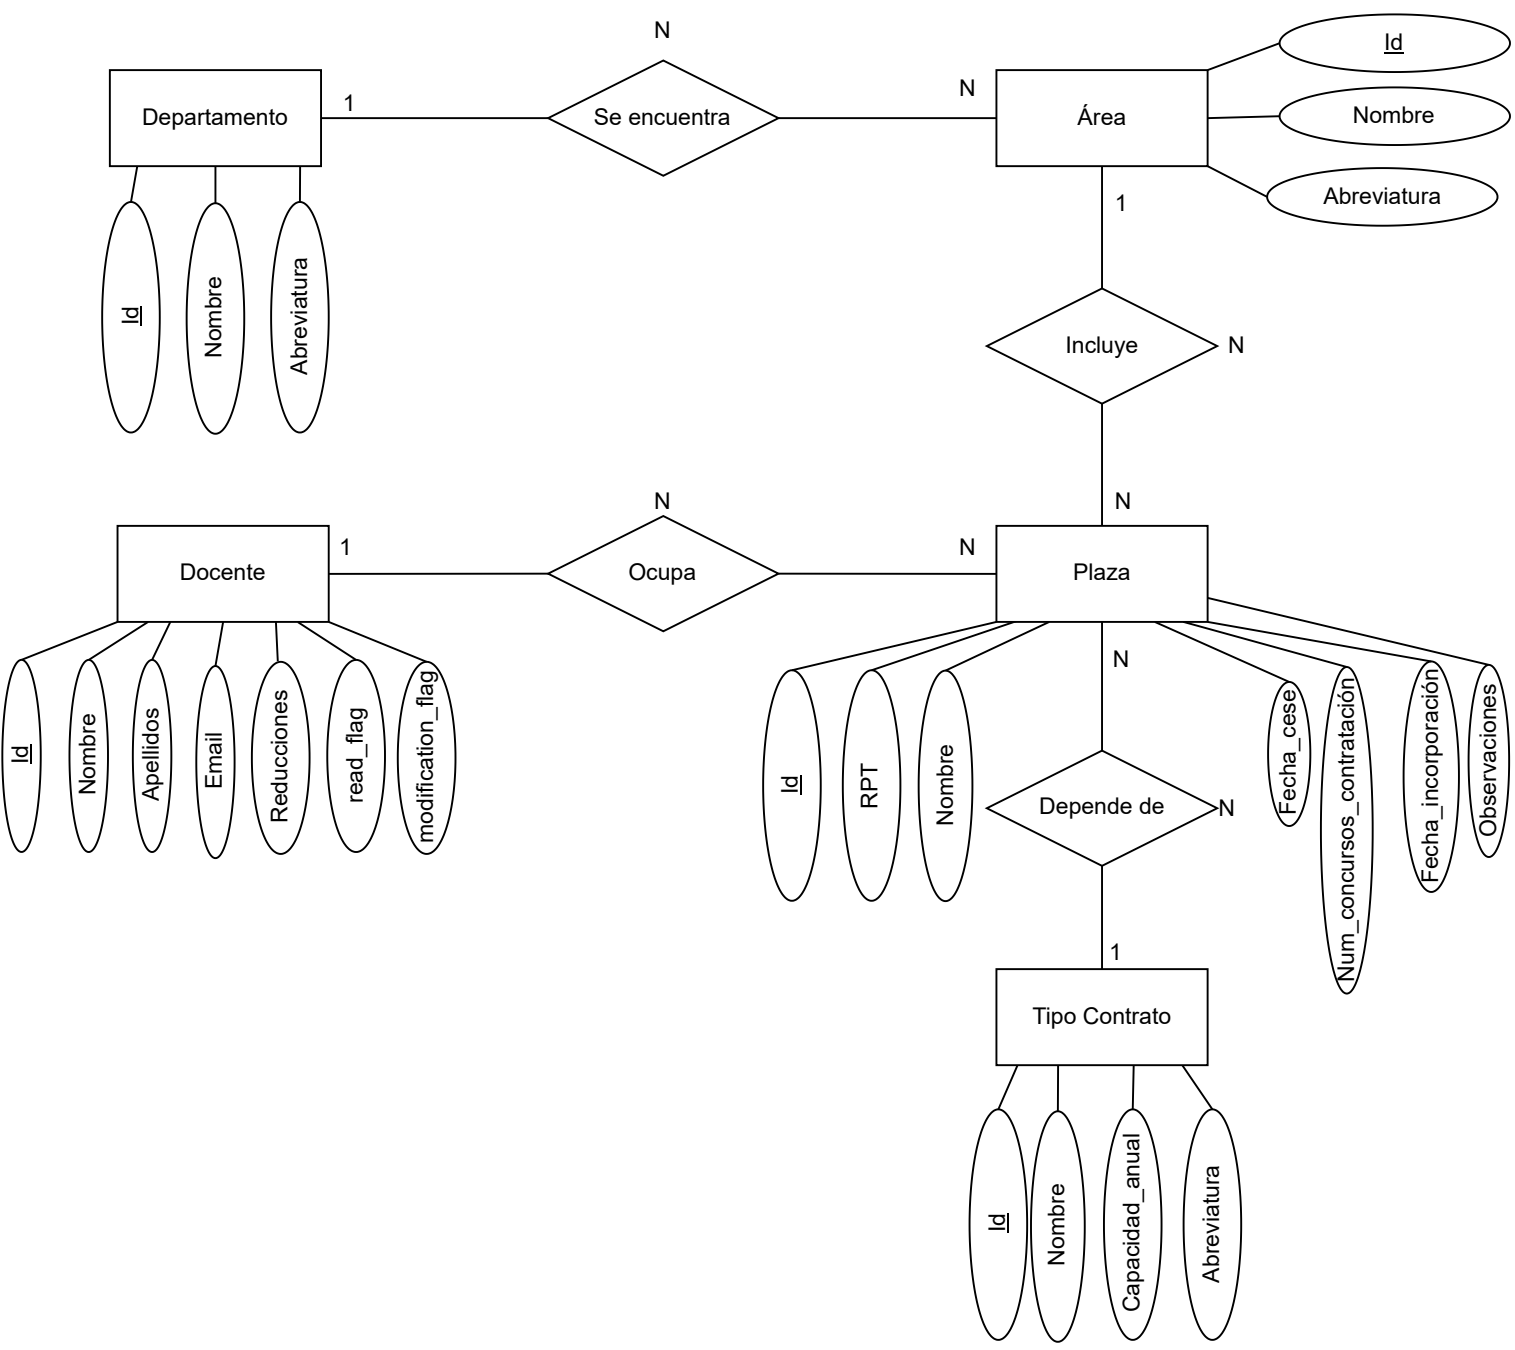 N
Id
1
N
Departamento
Se encuentra
Área
Nombre
Abreviatura
1
Id
Nombre
Abreviatura
Incluye
N
N
N
1
N
Docente
Ocupa
Plaza
N
Id
Nombre
Apellidos
Email
Reducciones
read_flag
modification_flag
Id
RPT
Nombre
Depende de
N
Fecha_cese
Num_concursos_contratación
Fecha_incorporación
Observaciones
1
Tipo Contrato
Id
Nombre
Capacidad_anual
Abreviatura